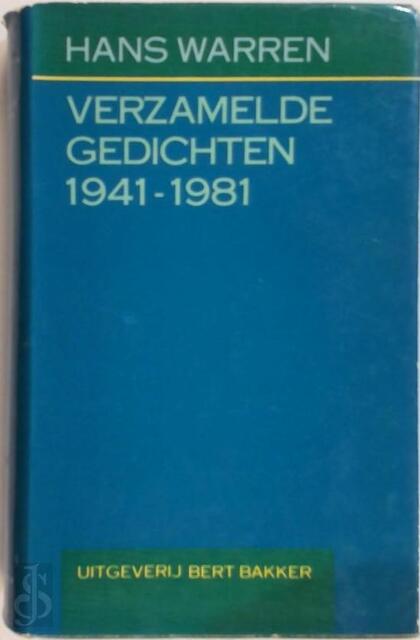 HANS WARREN
VERZAMELDE
GEDICHTEN
1941-1981
UITGEVERIJ BERT BAKKER